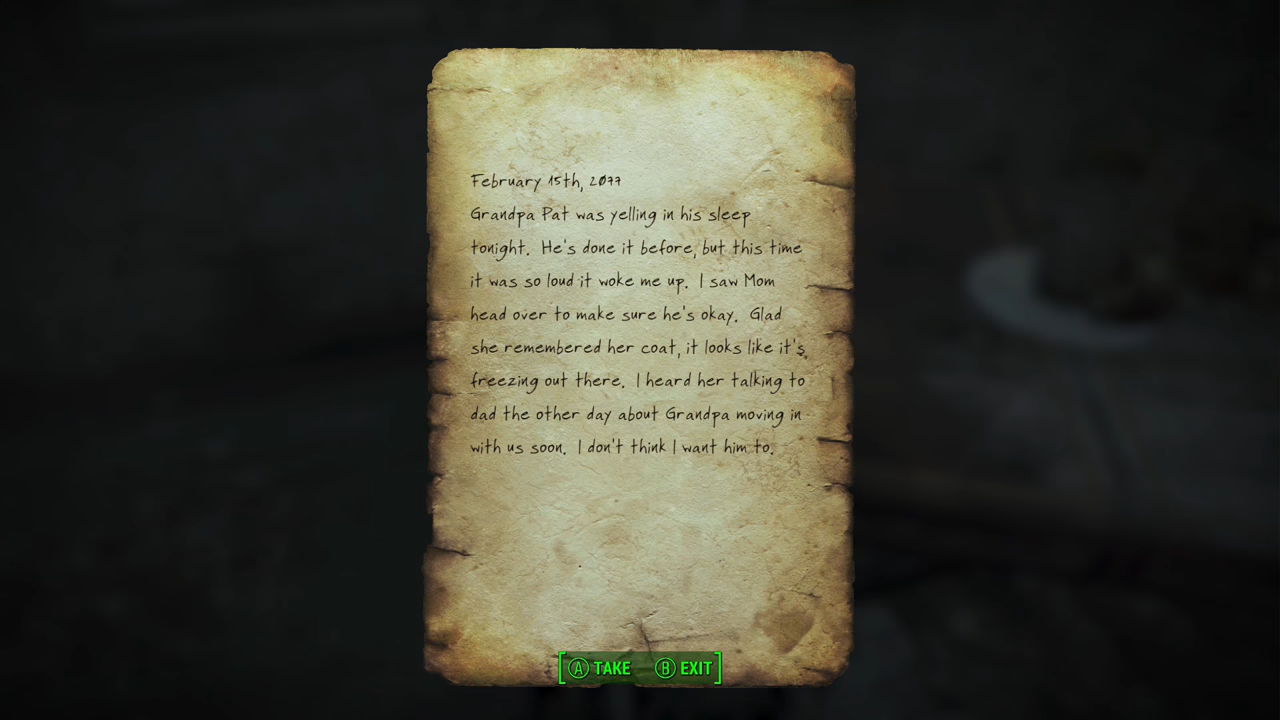 February 15th, 2077
Grandpa Pat was yelling in his sleep
tonight. He's done it before, but this time
it was so loud it woke me up. I saw Mom
head over to make sure he's okay. Glad
she remembered her coat, it looks like it's
freezing out there. I heard her talking to
dad the other day about Grandpa moving in
with us soon. I don't think I want him to.
A TAKE B EXIT